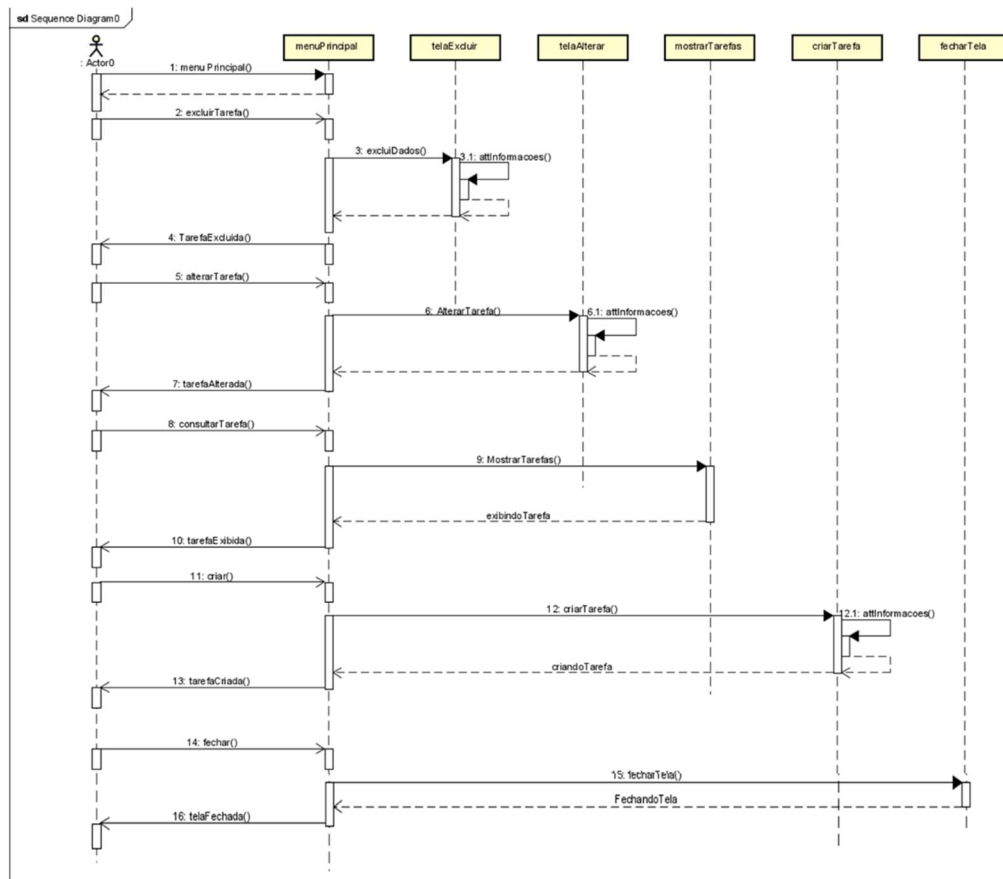 sd Sequence Diagram0
: Actor0
menuPrincipal
telaExcluir
telaAlterar
mostrarTarefas
criarTarefa
fecharTela
1: menu Principal()
2: excluirTarefa()
3: excluiDados()
3.1: attInformacoes()
4: TarefaExcluida()
5: alterarTarefa()
6: AlterarTarefa()
6.1: attInformacoes()
7: tarefaAlterada()
8: consultarTarefa()
9: MostrarTarefas()
exibindoTarefa
10: tarefaExibida()
11: criar()
12: criarTarefa()
12.1: attInformacoes()
criandoTarefa
13: tarefaCriada()
14: fechar()
15: fecharTela()
FechandoTela
16: telaFechada()